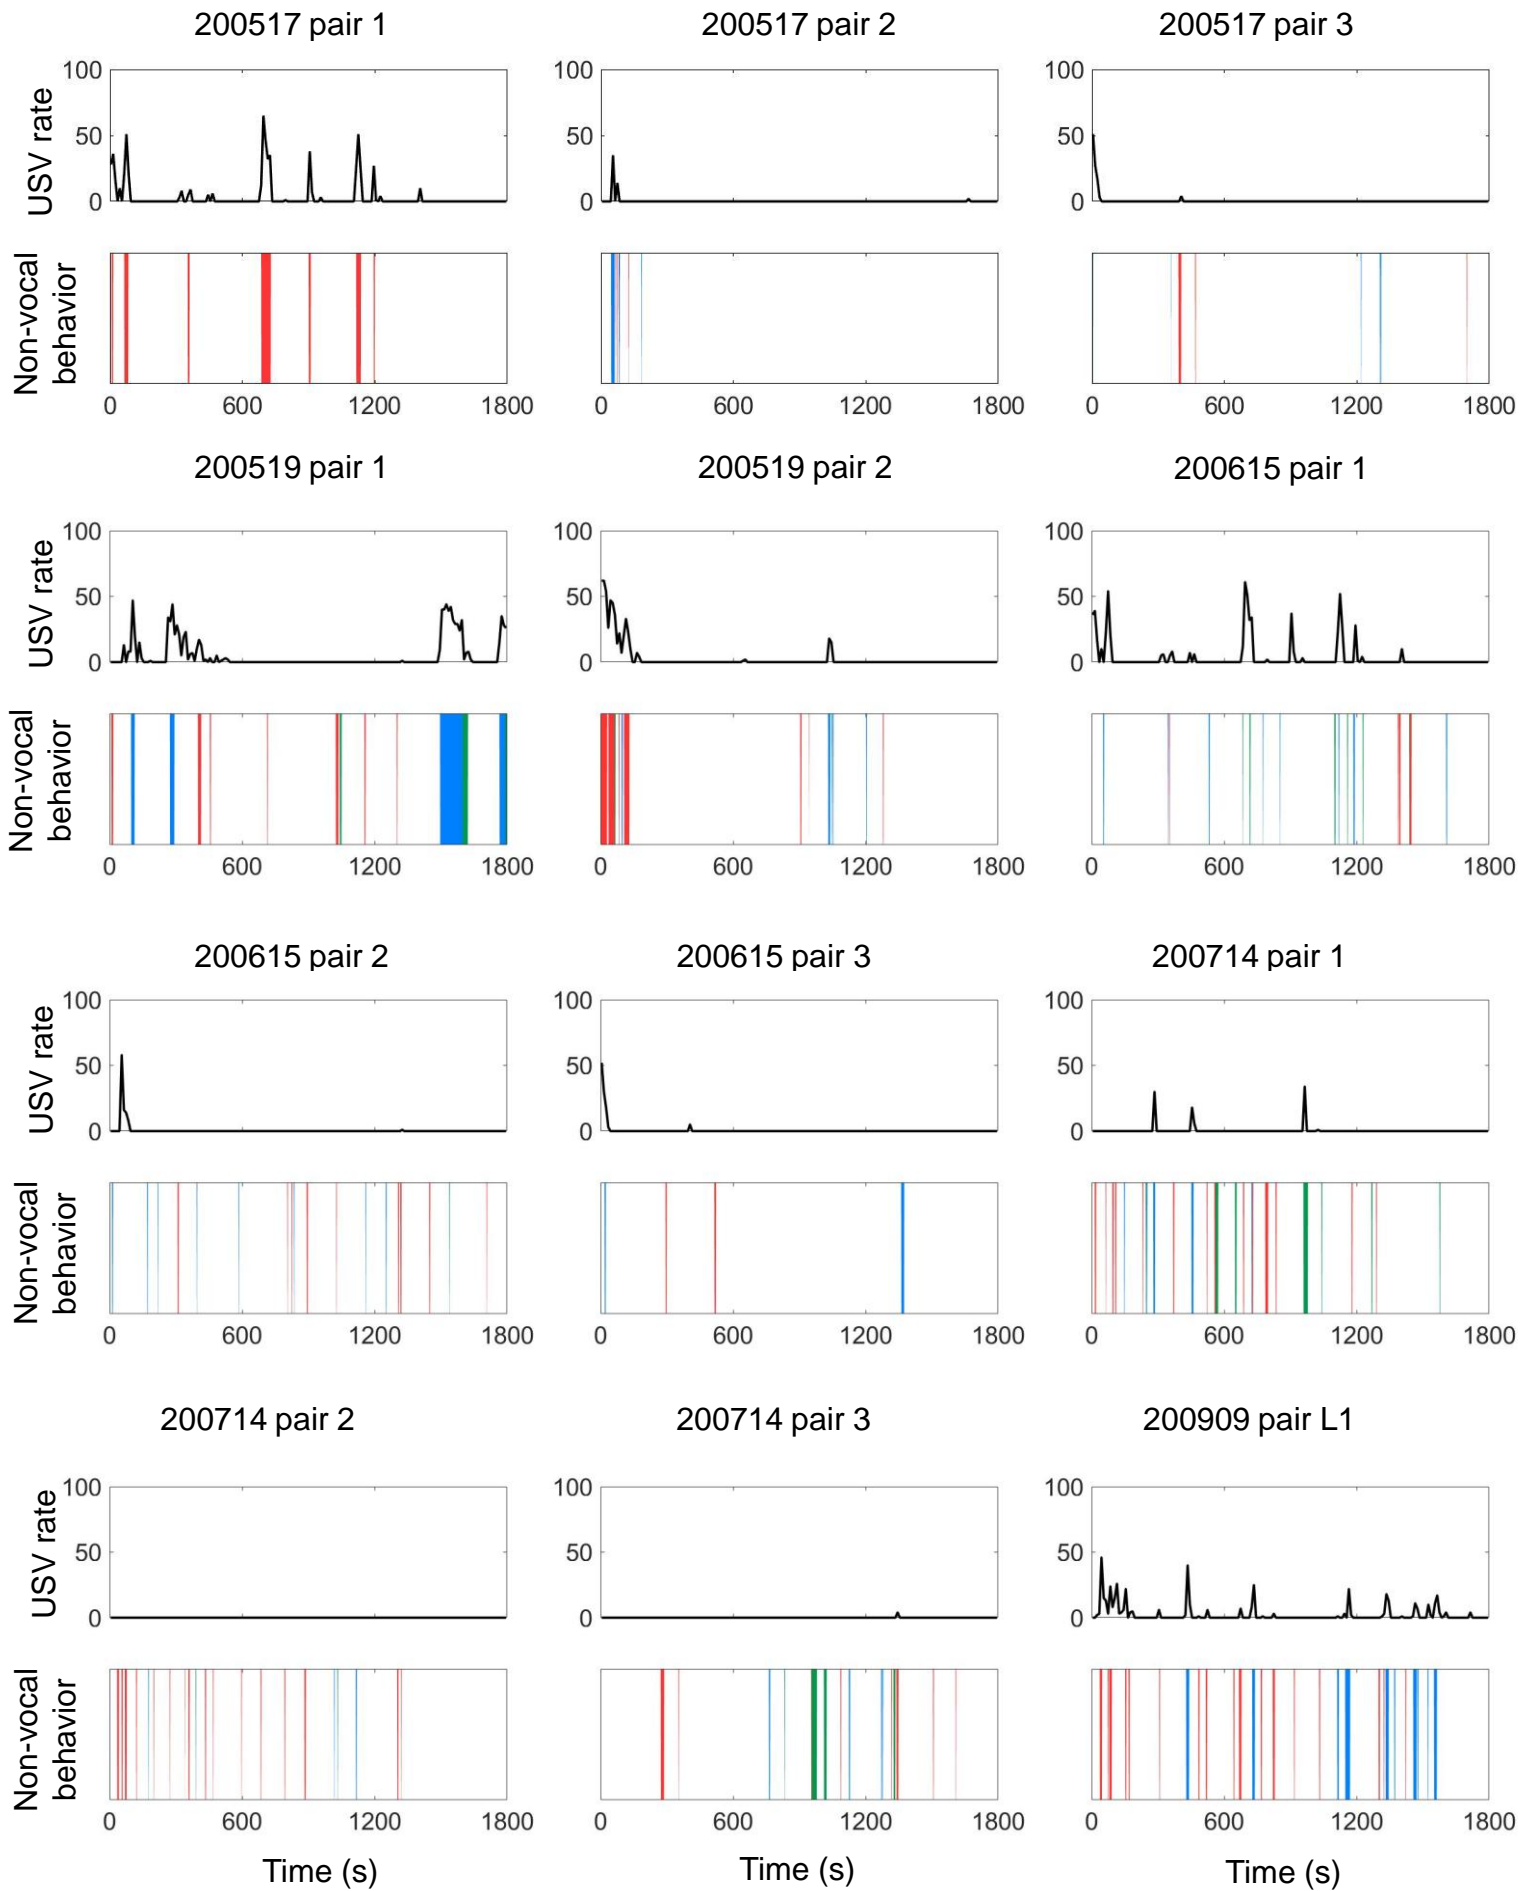 200517 pair 1
200517 pair 2
200517 pair 3
100
50
0
USV rate
100
50
0
100
50
0
Non-vocal
behavior
0 600 1200 1800
0 600 1200 1800
0 600 1200 1800
200519 pair 1
200519 pair 2
200615 pair 1
100
50
0
USV rate
100
50
0
100
50
0
Non-vocal
behavior
0 600 1200 1800
0 600 1200 1800
0 600 1200 1800
200615 pair 2
200615 pair 3
200714 pair 1
100
50
0
USV rate
100
50
0
100
50
0
Non-vocal
behavior
0 600 1200 1800
0 600 1200 1800
0 600 1200 1800
200714 pair 2
200714 pair 3
200909 pair L1
100
50
0
USV rate
100
50
0
100
50
0
Non-vocal
behavior
0 600 1200 1800
0 600 1200 1800
0 600 1200 1800
Time (s)
Time (s)
Time (s)